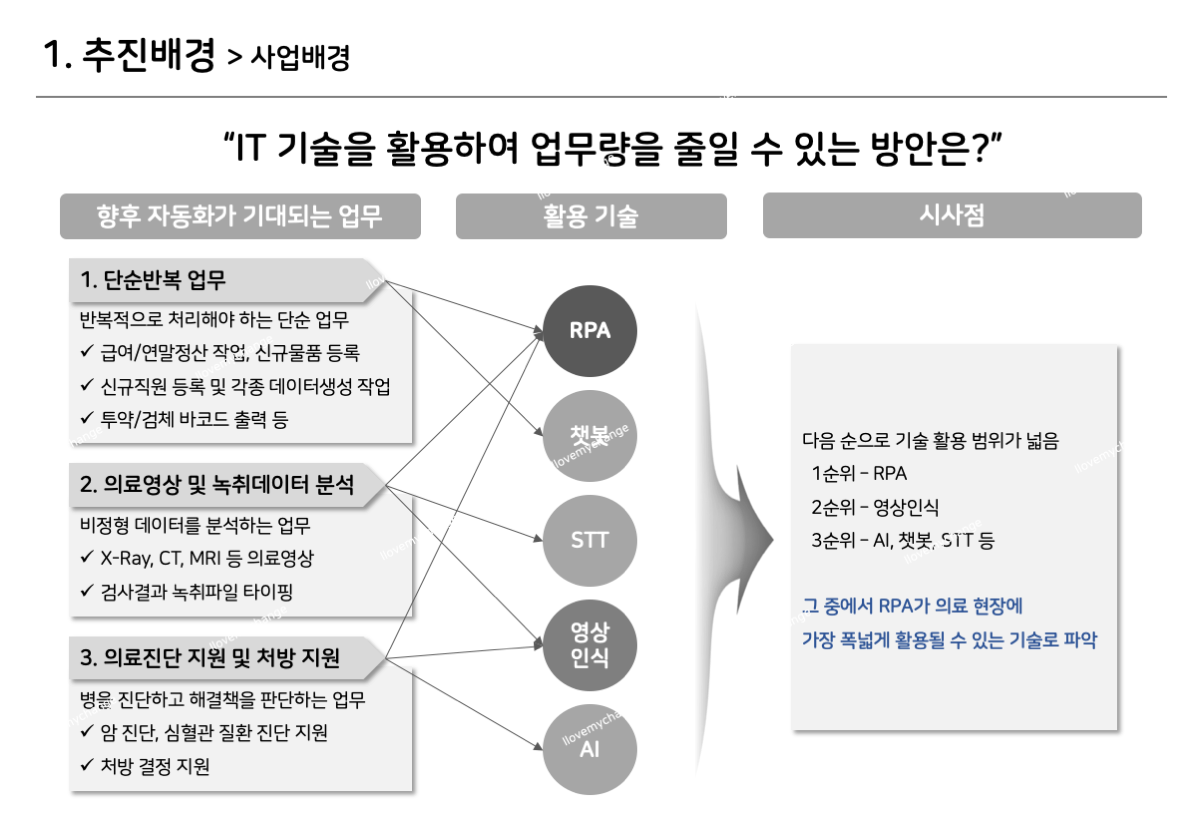 1. 추진배경 > 사업배경
“IT 기술을 활용하여 업무량을 줄일 수 있는 방안은?”
향후 자동화가 기대되는 업무
1. 단순반복 업무
반복적으로 처리해야 하는 단순 업무
✓ 급여/연말정산 작업, 신규물품 등록
✓ 신규직원 등록 및 각종 데이터생성 작업
✓ 투약/검체 바코드 출력 등
2. 의료영상 및 녹취데이터 분석
비정형 데이터를 분석하는 업무
✓ X-Ray, CT, MRI 등 의료영상
✓ 검사결과 녹취파일 타이핑
3. 의료진단 지원 및 처방 지원
병을 진단하고 해결책을 판단하는 업무
✓ 암 진단, 심혈관 질환 진단 지원
✓ 처방 결정 지원
활용 기술
RPA
챗봇
STT
영상
인식
AI
시사점
다음 순으로 기술 활용 범위가 넓음
1순위 – RPA
2순위 – 영상인식
3순위 – AI, 챗봇, STT 등
그 중에서 RPA가 의료 현장에
가장 폭넓게 활용될 수 있는 기술로 파악
Ilovemychange